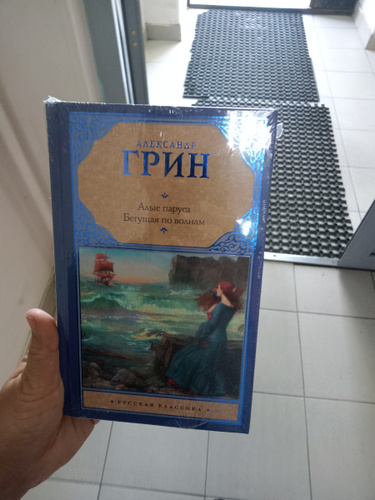 АЛЕКСАНДР
ГРИН
Алые паруса
Бегущая по волнам
РУССКАЯ КЛАССИКА